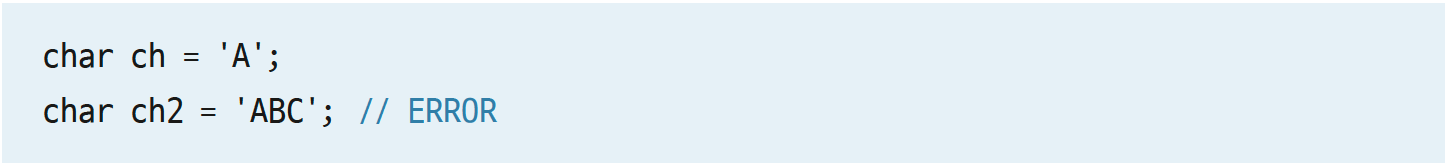 char ch = 'A';
char ch2 = 'ABC'; // ERROR